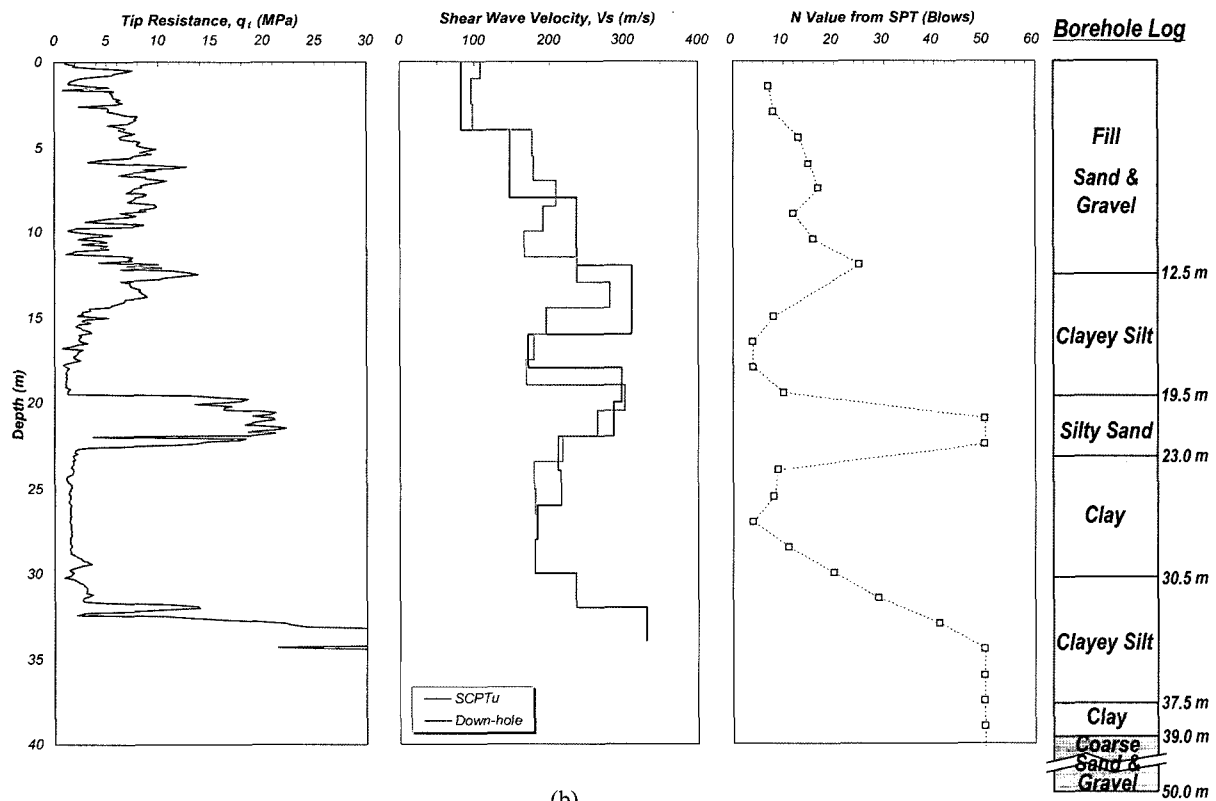 Tip Resistance, qt (MPa)
0 5 10 15 20 25 30
Depth (m)
0
5
10
15
20
25
30
35
40
Shear Wave Velocity, Vs (m/s)
0 100 200 300 400
SCPTu
Down-hole
N Value from SPT (Blows)
0 10 20 30 40 50 60
Borehole Log
Fill
Sand &
Gravel
12.5 m
Clayey Silt
19.5 m
Silty Sand
23.0 m
Clay
30.5 m
Clayey Silt
37.5 m
Clay
39.0 m
Coarse
Sand &
Gravel
50.0 m
(b)